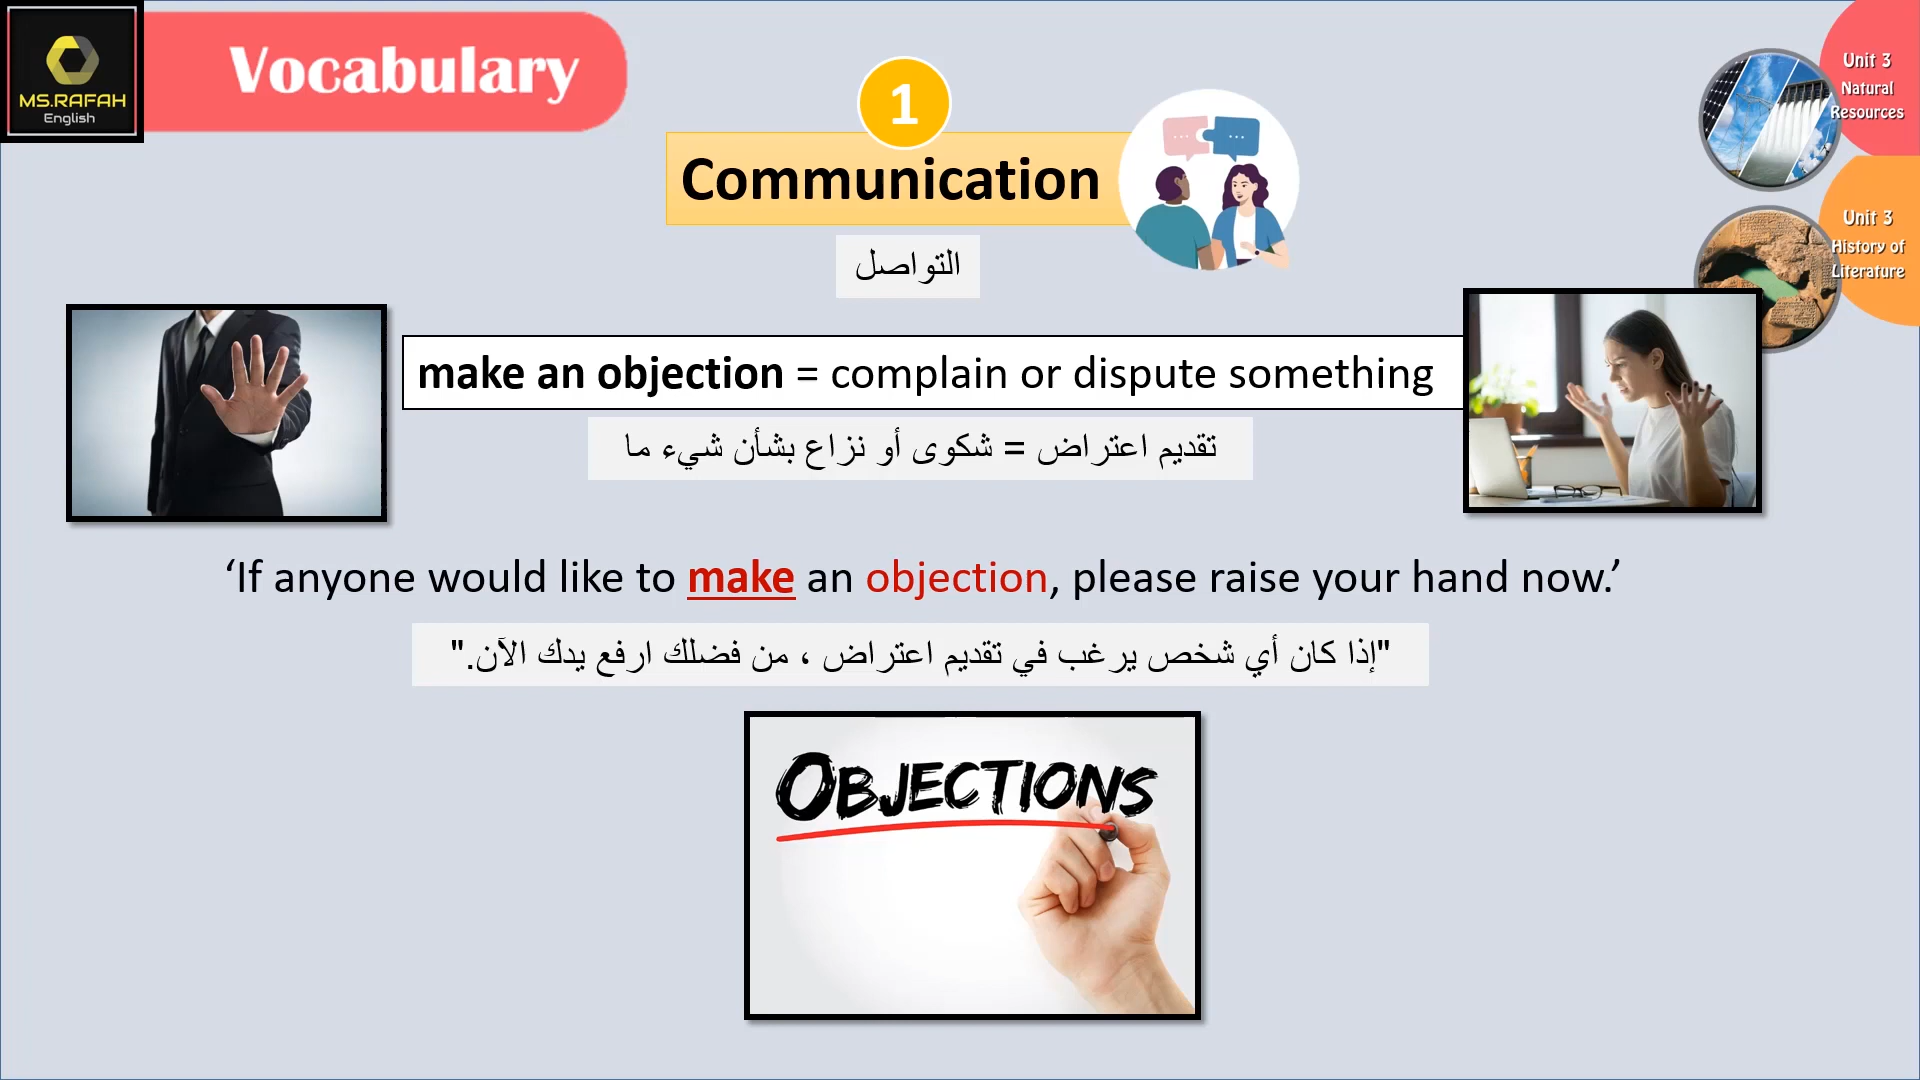 MS.RAFAH
English
Vocabulary
1
Communication
التواصل
Unit 3
Natural
Resources
Unit 3
History of
Literature
make an objection = complain or dispute something
تقديم اعتراض = شكوى أو نزاع بشأن شيء ما
‘If anyone would like to make an objection, please raise your hand now.’
"إذا كان أي شخص يرغب في تقديم اعتراض ، من فضلك ارفع يدك الآن."
OBJECTIONS